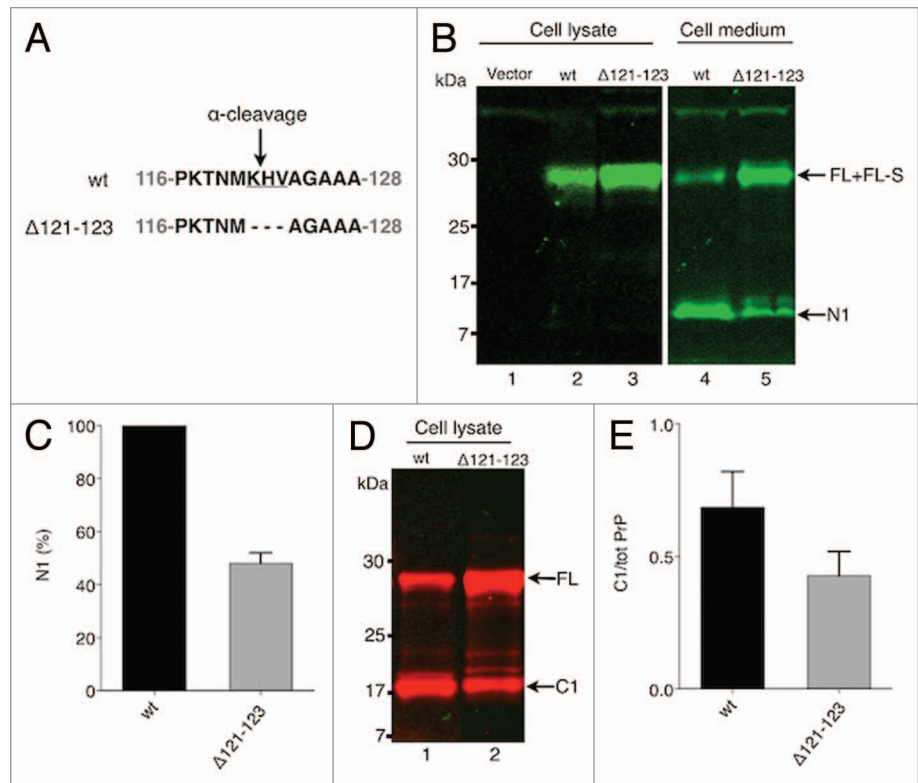 A
α-cleavage
wt 116-PKTNMKHVAGAAA-128
Δ121-123 116-PKTNM---AGAAA-128
B
Cell lysate Cell medium
kDa Vector wt Δ121-123 wt Δ121-123
30
25
17
7
FL+FL-S
N1
1 2 3 4 5
C
100
80
60
40
20
0
N1 (%)
wt Δ121-123
D
Cell lysate
kDa wt Δ121-123
30
25
17
7
FL
C1
1 2
E
1.0
0.5
0.0
C1/tot PrP
wt Δ121-123